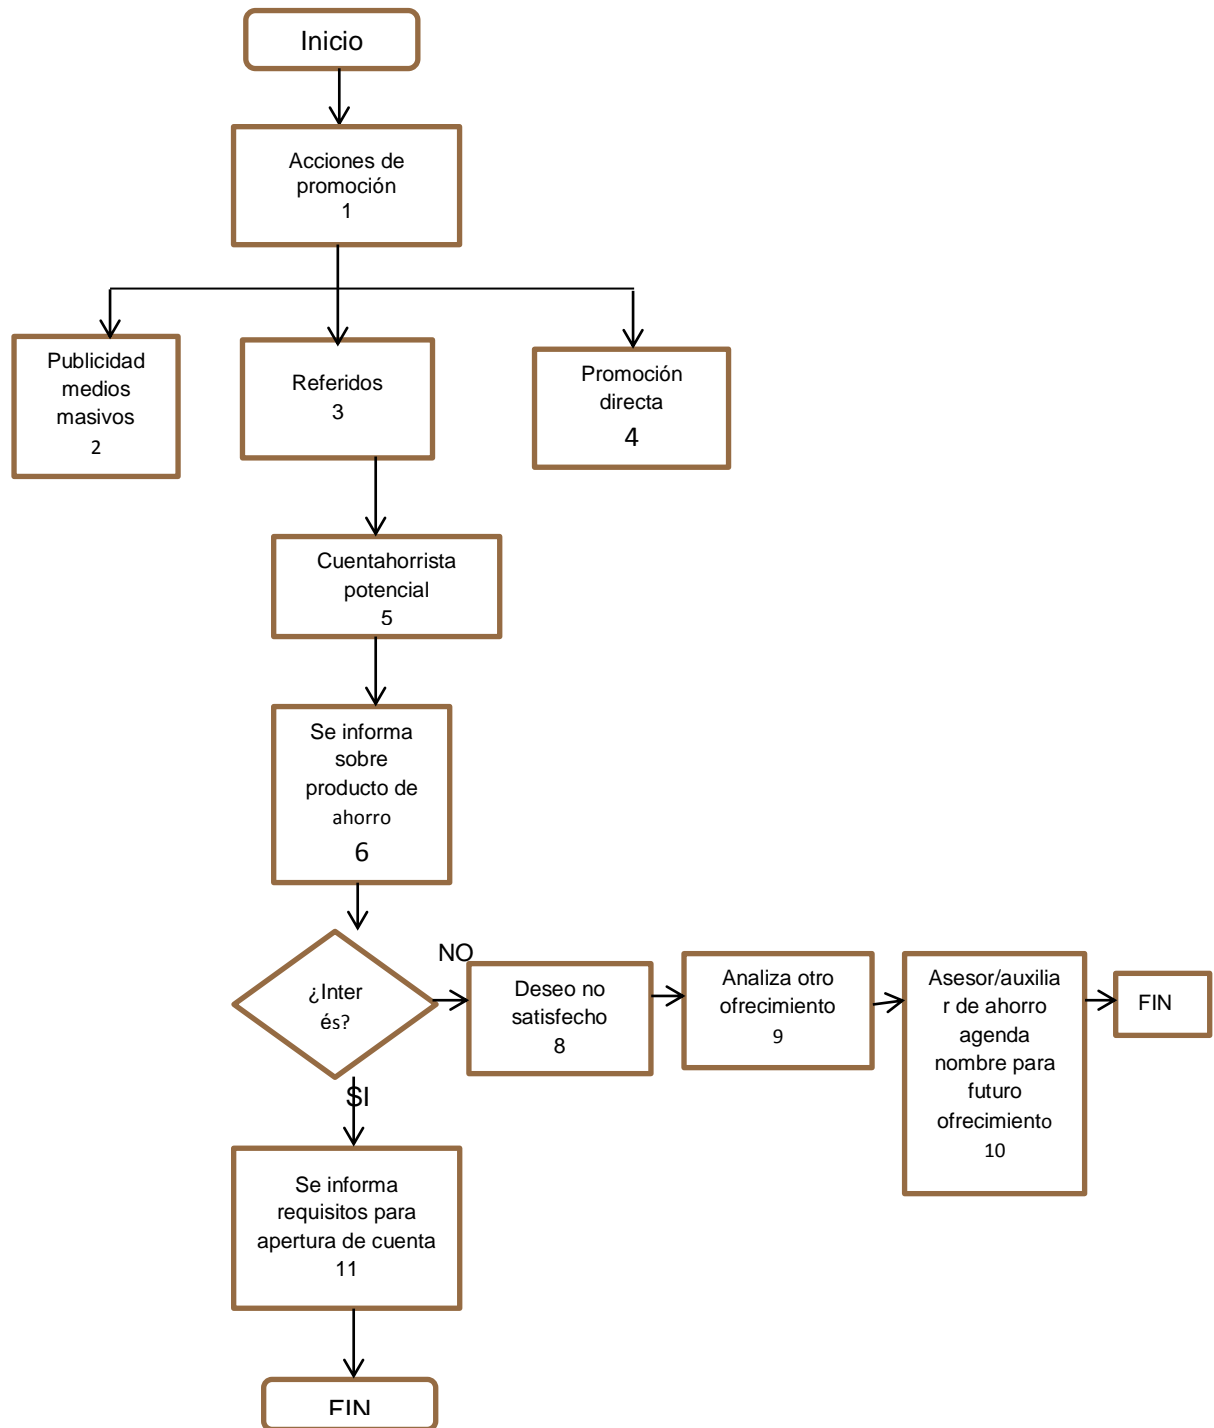 Inicio
Acciones de
promoción
1
Publicidad
medios
masivos
2
Referidos
3
Promoción
directa
4
Cuentahorrista
potencial
5
Se informa
sobre
producto de
ahorro
6
¿Inter
és?
NO
Deseo no
satisfecho
8
Analiza otro
ofrecimiento
9
Asesor/auxilia
r de ahorro
agenda
nombre para
futuro
ofrecimiento
10
FIN
SI
Se informa
requisitos para
apertura de cuenta
11
FIN